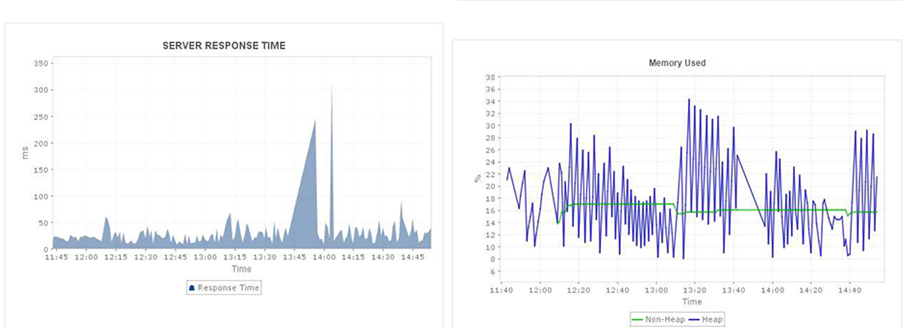 SERVER RESPONSE TIME
350
300
250
200
150
100
50
0
ms
11:45 12:00 12:15 12:30 12:45 13:00 13:15 13:30 13:45 14:00 14:15 14:30 14:45
Time
Response Time
Memory Used
38
36
34
32
30
28
26
24
22
20
18
16
14
12
10
8
6
%
11:40 12:00 12:20 12:40 13:00 13:20 13:40 14:00 14:20 14:40
Time
Non-Heap Heap